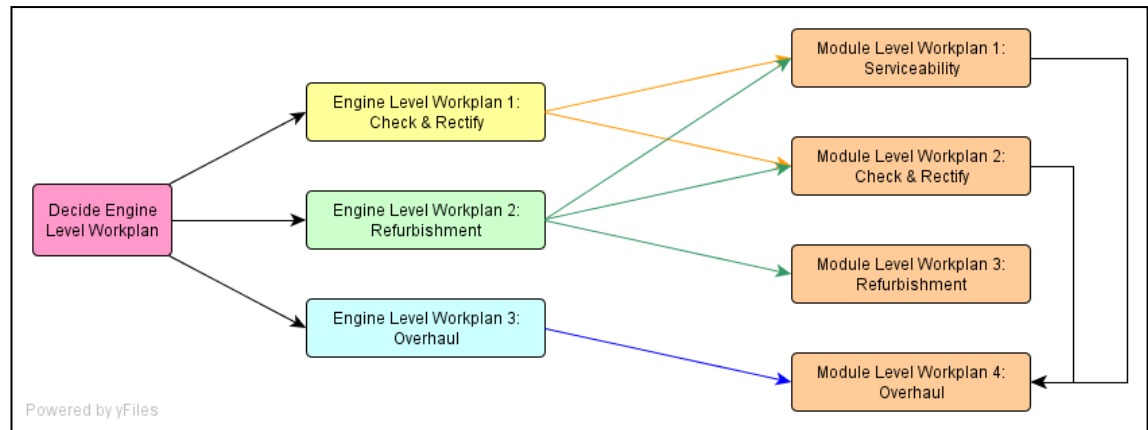 Decide Engine
Level Workplan
Engine Level Workplan 1:
Check & Rectify
Engine Level Workplan 2:
Refurbishment
Engine Level Workplan 3:
Overhaul
Module Level Workplan 1:
Serviceability
Module Level Workplan 2:
Check & Rectify
Module Level Workplan 3:
Refurbishment
Module Level Workplan 4:
Overhaul
Powered by yFiles